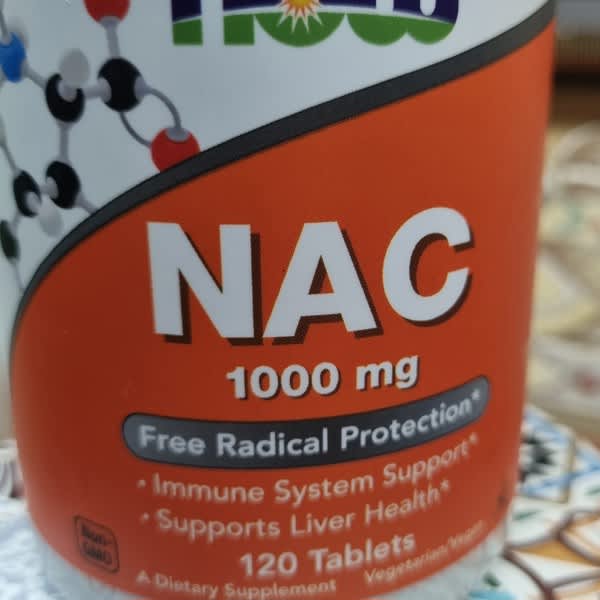 NOW
NAC
1000 mg
Free Radical Protection*
• Immune System Support*
• Supports Liver Health*
120 Tablets
Non-
GMO
A Dietary Supplement Vegetarian/Vegan